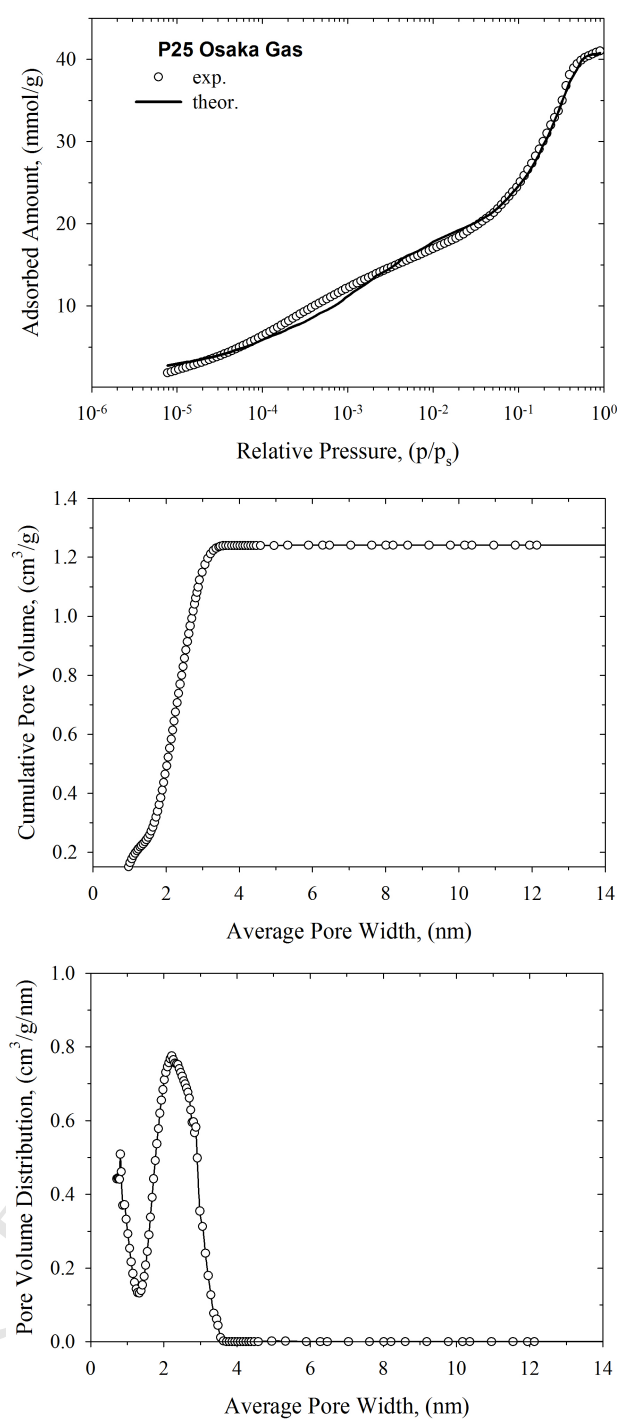 P25 Osaka Gas
exp.
theor.
Adsorbed Amount, (mmol/g)
40
30
20
10
10⁻⁶ 10⁻⁵ 10⁻⁴ 10⁻³ 10⁻² 10⁻¹ 10⁰
Relative Pressure, (p/pₛ)
Cumulative Pore Volume, (cm³/g)
1.4
1.2
1.0
0.8
0.6
0.4
0.2
0 2 4 6 8 10 12 14
Average Pore Width, (nm)
Pore Volume Distribution, (cm³/g/nm)
1.0
0.8
0.6
0.4
0.2
0.0
0 2 4 6 8 10 12 14
Average Pore Width, (nm)